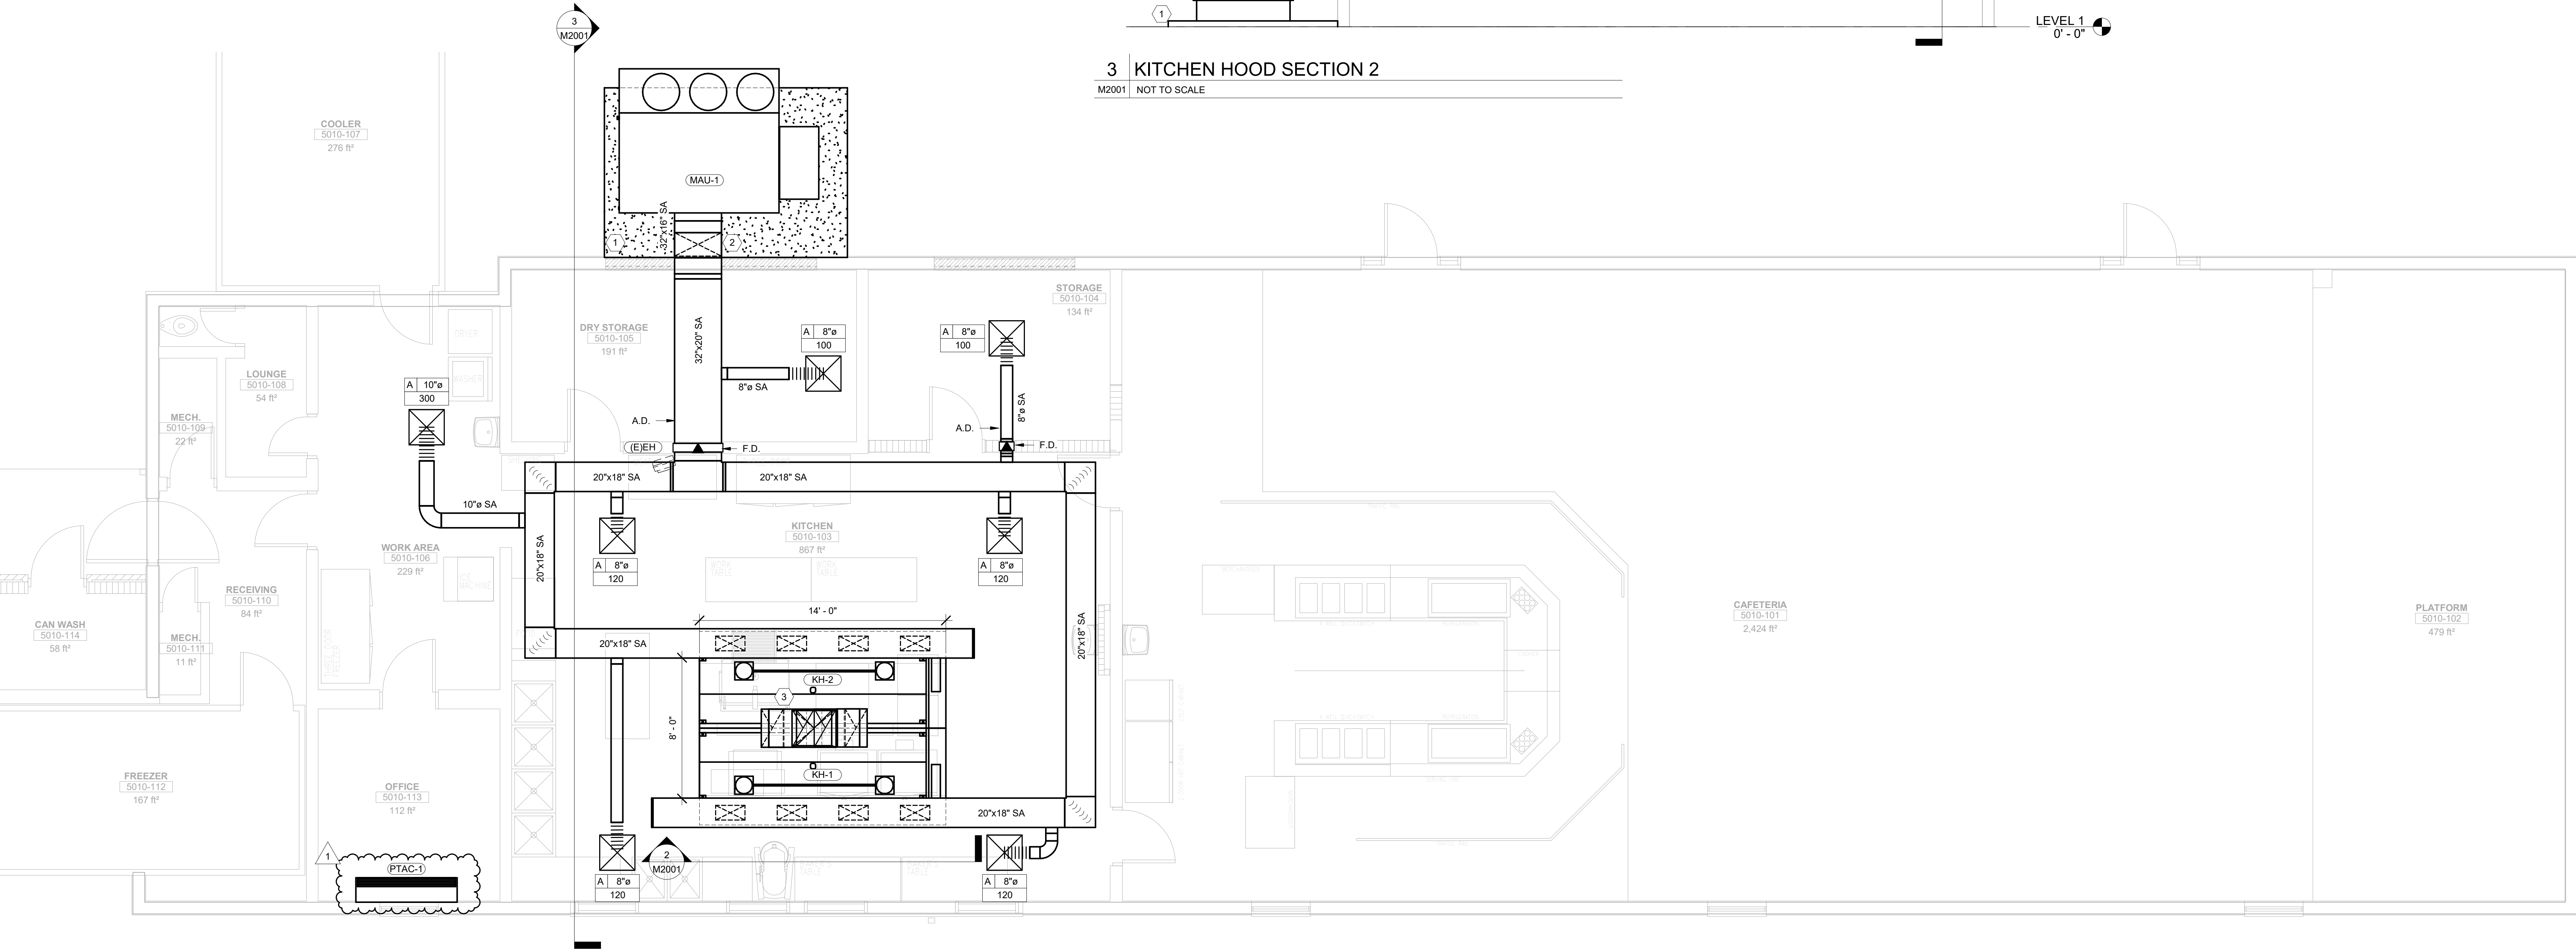 3
M2001
1
LEVEL 1
0' - 0"
3
KITCHEN HOOD SECTION 2
M2001
NOT TO SCALE
COOLER
5010-107
276 ft²
MAU-1
32"x16" SA
1
2
STORAGE
5010-104
134 ft²
DRY STORAGE
5010-105
191 ft²
32"x20" SA
A 8"ø
100
A 8"ø
100
8"ø SA
8"ø SA
DRYER
WASHER
LOUNGE
5010-108
54 ft²
A 10"ø
300
MECH.
5010-109
22 ft²
A.D.
A.D.
(E)EH
F.D.
F.D.
20"x18" SA
20"x18" SA
10"ø SA
KITCHEN
5010-103
867 ft²
WORK AREA
5010-106
229 ft²
20"x18" SA
A 8"ø
120
A 8"ø
120
WORK
TABLE
WORK
TABLE
ICE
MACHINE
RECEIVING
5010-110
84 ft²
14' - 0"
CAN WASH
5010-114
58 ft²
MECH.
5010-111
11 ft²
20"x18" SA
20"x18" SA
CAFETERIA
5010-101
2,424 ft²
PLATFORM
5010-102
479 ft²
KH-2
3
8' - 0"
KH-1
FREEZER
5010-112
167 ft²
OFFICE
5010-113
112 ft²
20"x18" SA
1
PTAC-1
2
M2001
A 8"ø
120
A 8"ø
120